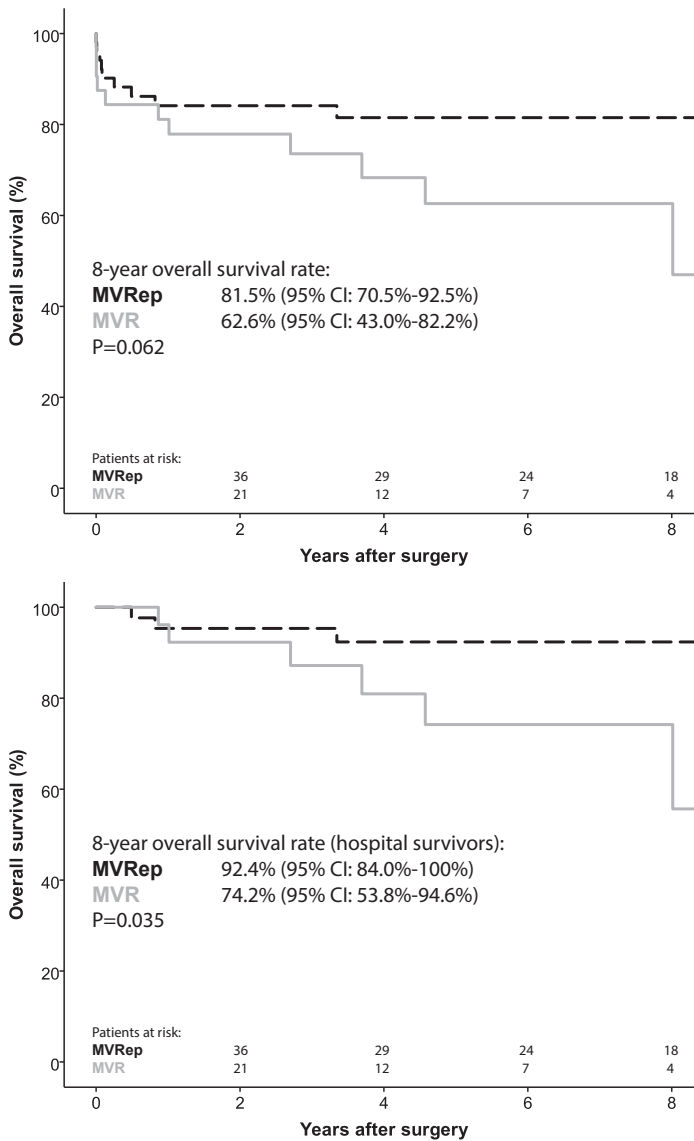 100
80
60
40
20
0
Overall survival (%)
8-year overall survival rate:
MVRep 81.5% (95% CI: 70.5%-92.5%)
MVR 62.6% (95% CI: 43.0%-82.2%)
P=0.062
Patients at risk:
MVRep 36 29 24 18
MVR 21 12 7 4
0 2 4 6 8
Years after surgery
100
80
60
40
20
0
Overall survival (%)
8-year overall survival rate (hospital survivors):
MVRep 92.4% (95% CI: 84.0%-100%)
MVR 74.2% (95% CI: 53.8%-94.6%)
P=0.035
Patients at risk:
MVRep 36 29 24 18
MVR 21 12 7 4
0 2 4 6 8
Years after surgery